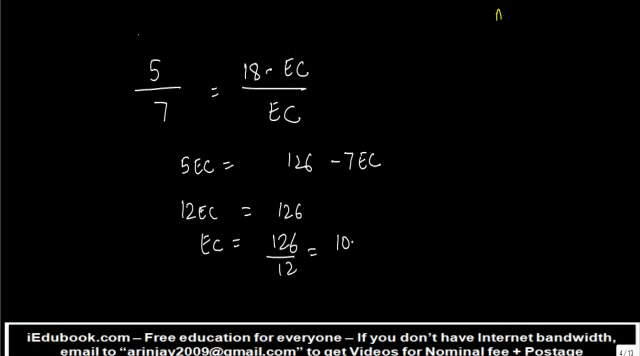 5/7 = 18 - EC/EC
5EC = 126 - 7EC
12EC = 126
EC = 126/12 = 10.
iEdubook.com – Free education for everyone – If you don't have Internet bandwidth,
email to "arinjay2009@gmail.com" to get Videos for Nominal fee + Postage